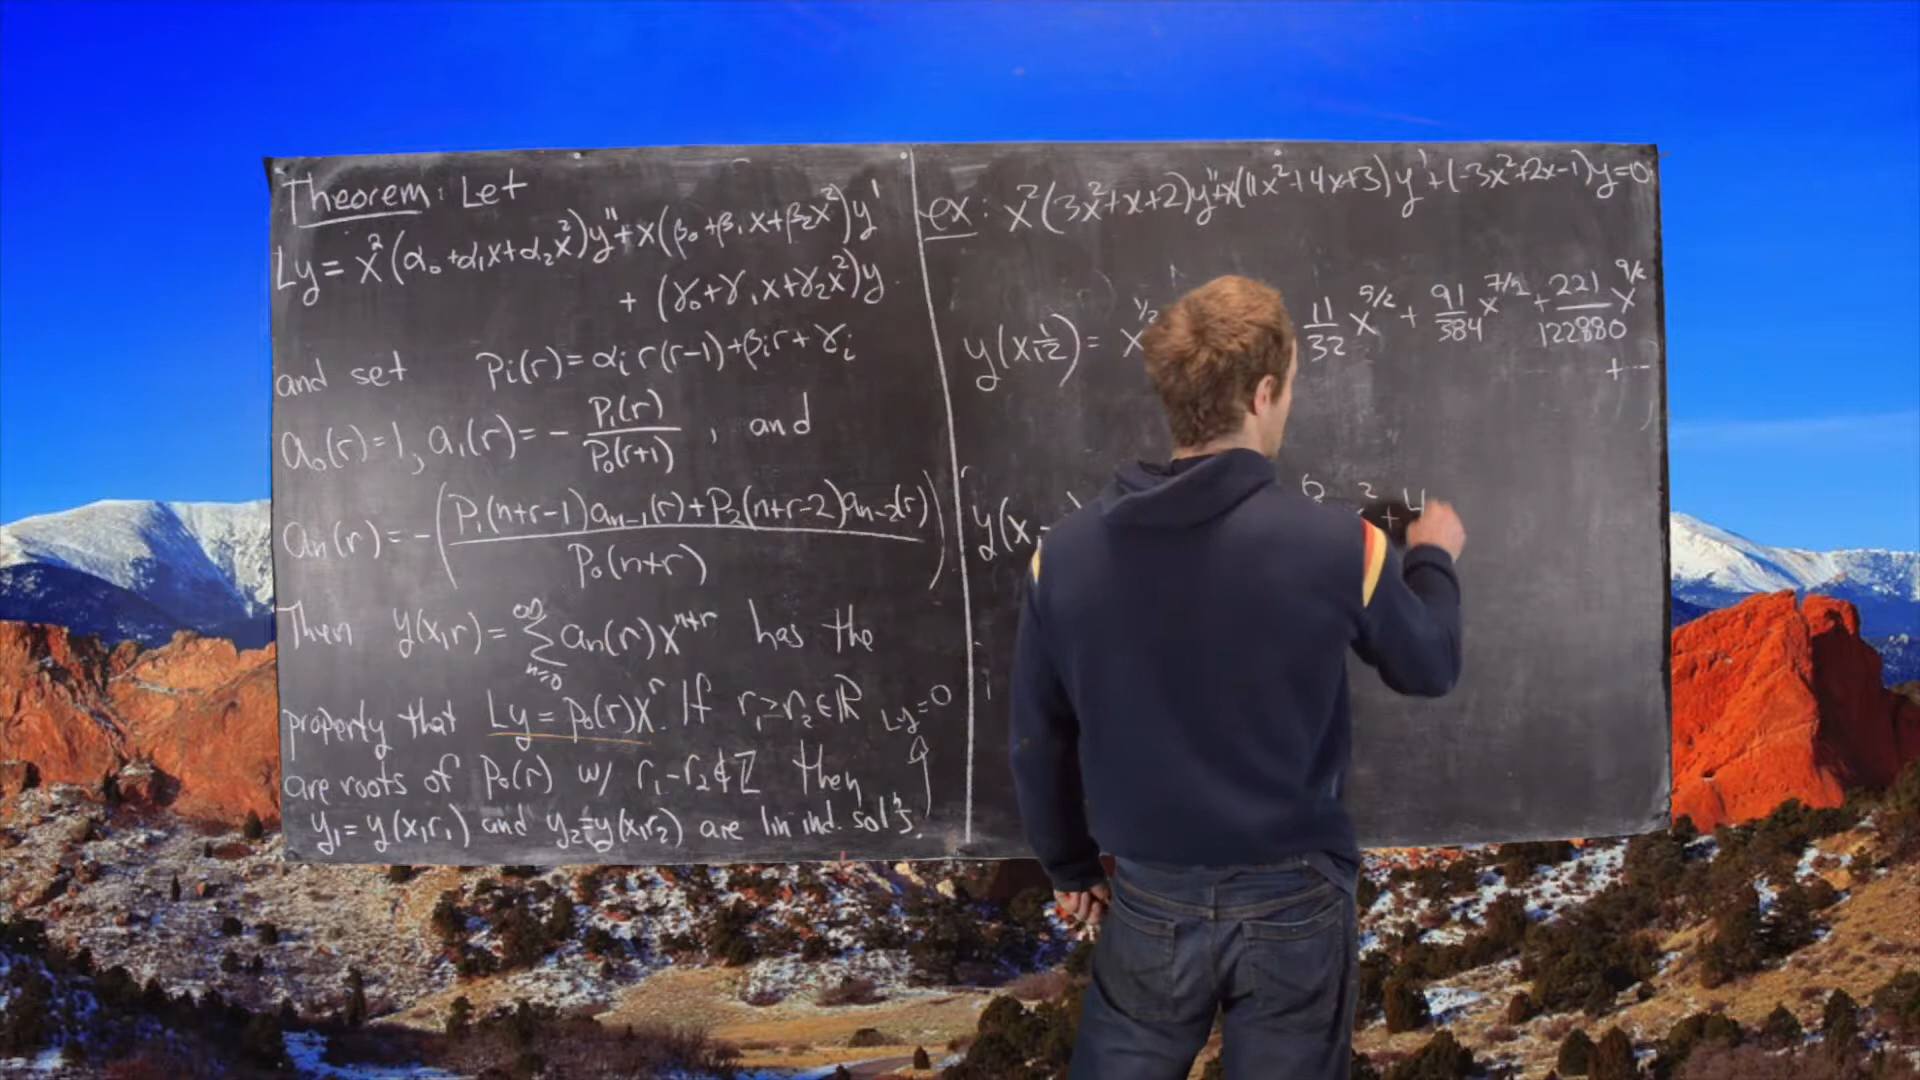 Theorem: Let
Ly = x²(α₀+α₁x+α₂x²)y''+x(β₀+β₁x+β₂x²)y'
+ (γ₀+γ₁x+γ₂x²)y
and set pᵢ(r)=αᵢr(r-1)+βᵢr+γᵢ
a₀(r)=1, a₁(r)=-P₁(r)/P₀(r+1), and
aₙ(r)=-(P₁(n+r-1)aₙ₋₁(r)+P₂(n+r-2)aₙ₋₂(r)/P₀(n+r))
Then y(x,r)=∑ₙ₌₀^∞ aₙ(r)xⁿ⁺ʳ has the
property that Ly=p₀(r)xʳ. If r₁≥r₂∈ℝ
Ly=0
are roots of P₀(r) w/ r₁-r₂∉ℤ then
y₁=y(x,r₁) and y₂=y(x,r₂) are lin ind. solⁿs.
ex: x²(3x²+x+2)y''+x(11x²+4x+3)y'+(-3x²+2x-1)y=0
y(x,1/2)= x^1/2 11/32 x^5/2 + 91/384 x^7/2 + 221/122880 x^9/2
+ ...
y(x,- + 4